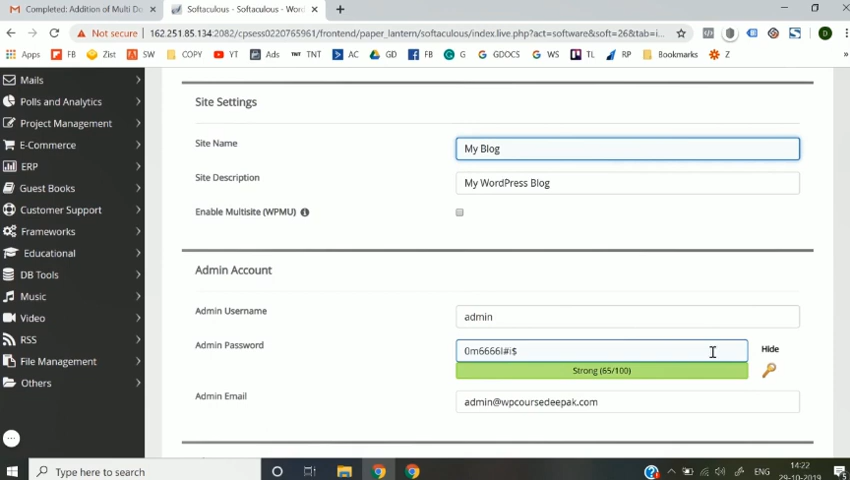 Completed: Addition of Multi Do
Softaculous - Softaculous - Wor
Not secure 162.251.85.134:2082/cpsess0220765961/frontend/paper_lantern/softaculous/index.live.php?act=software&soft=26&tab=i...
D
Apps FB Zist SW COPY YT Ads TNT TNT AC GD FB G GDOCS WS TL RP Bookmarks Z
Mails
Polls and Analytics
Project Management
E-Commerce
ERP
Guest Books
Customer Support
Frameworks
Educational
DB Tools
Music
Video
RSS
File Management
Others
Site Settings
Site Name My Blog
Site Description My WordPress Blog
Enable Multisite (WPMU)
Admin Account
Admin Username admin
Admin Password 0m6666!#i$ Hide
Strong (65/100)
Admin Email admin@wpcoursedeepak.com
Type here to search
ENG
14:22
29-10-2019
5